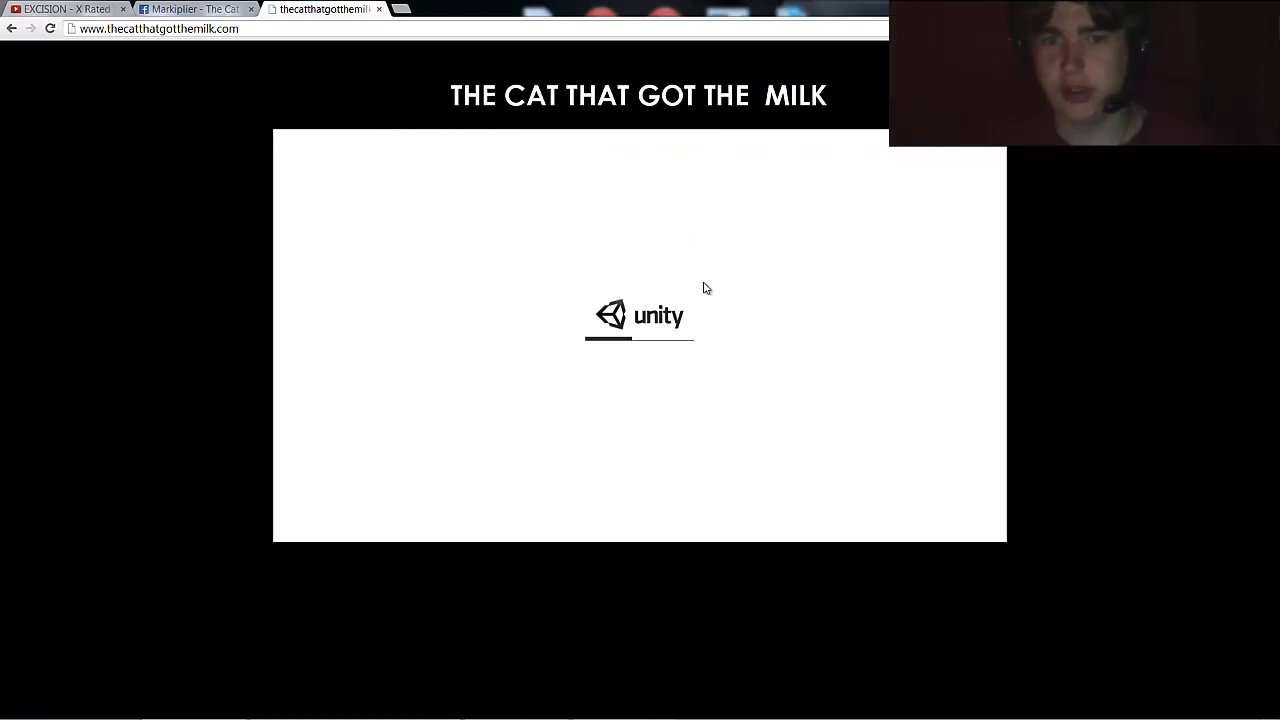 EXCISION - X Rated
Markiplier - The Cat
thecatthatgotthemilk
www.thecatthatgotthemilk.com
THE CAT THAT GOT THE MILK
unity